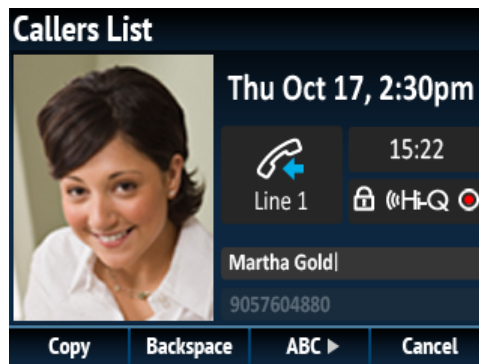 Callers List
Thu Oct 17, 2:30pm
15:22
Line 1
Hi-Q
Martha Gold
9057604880
Copy Backspace ABC Cancel